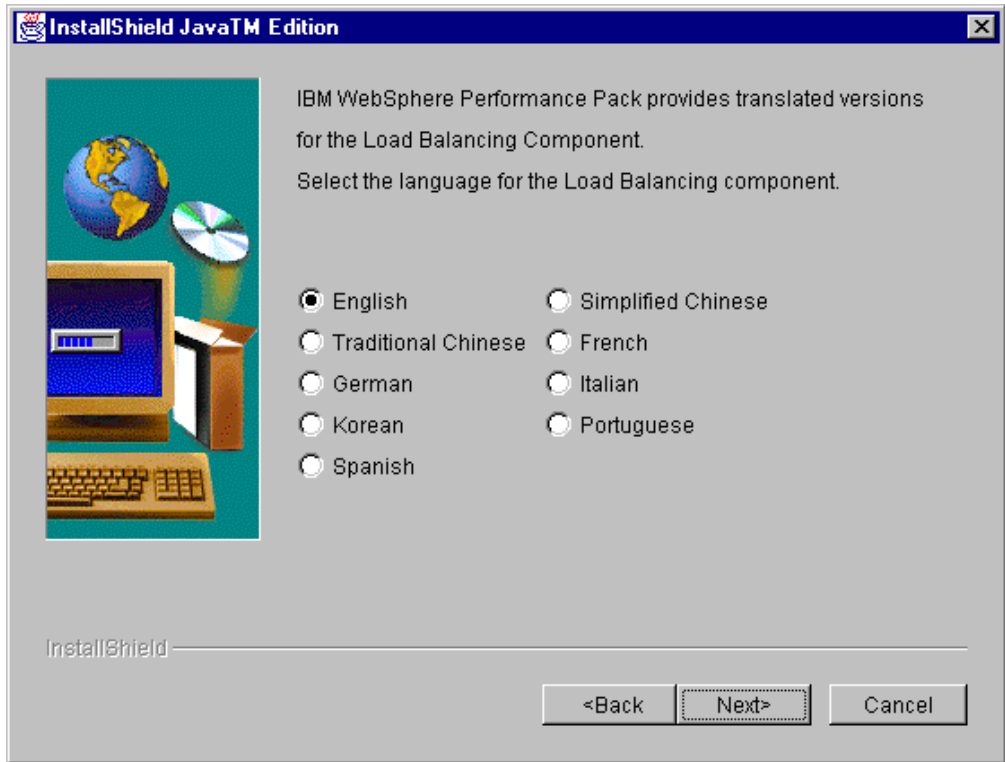 InstallShield JavaTM Edition
IBM WebSphere Performance Pack provides translated versions
for the Load Balancing Component.
Select the language for the Load Balancing component.
English
Simplified Chinese
Traditional Chinese
French
German
Italian
Korean
Portuguese
Spanish
InstallShield
<Back
Next>
Cancel